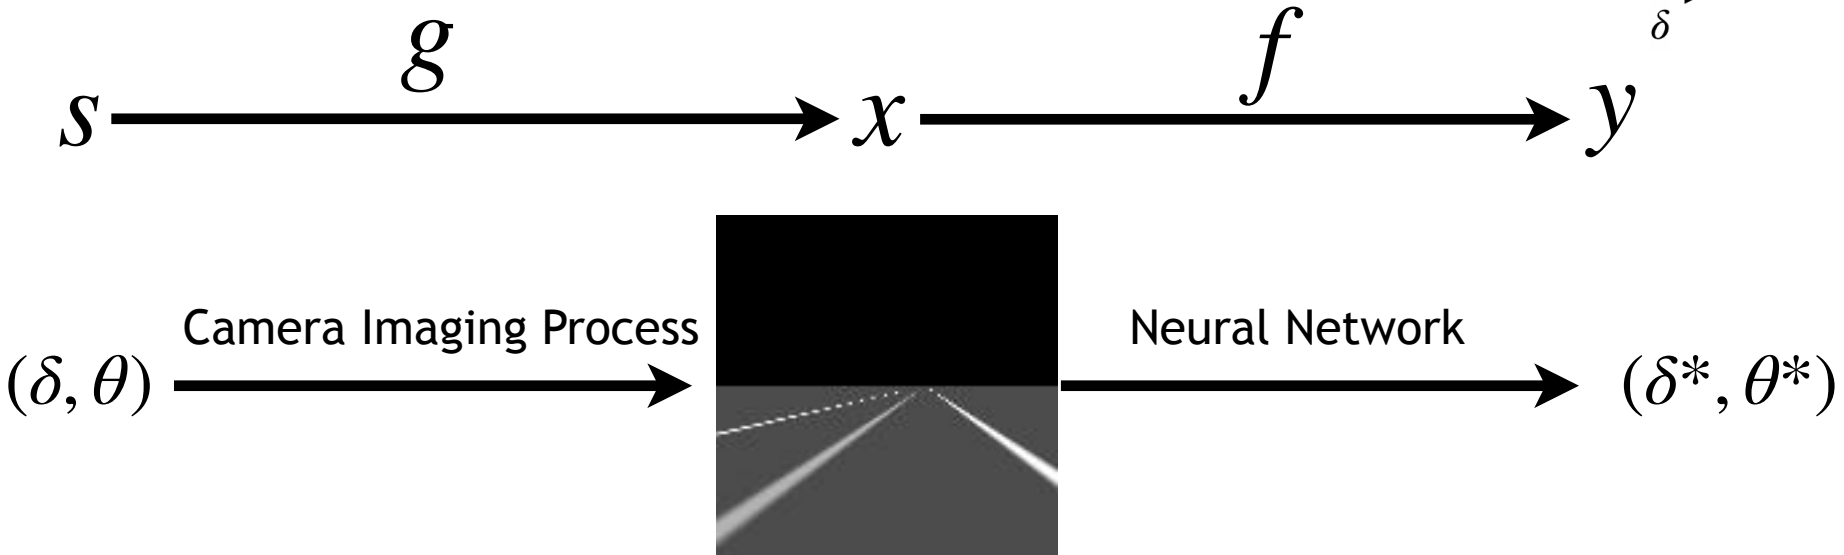 δ
g f
s x y
Camera Imaging Process Neural Network
(δ, θ) (δ*, θ*)